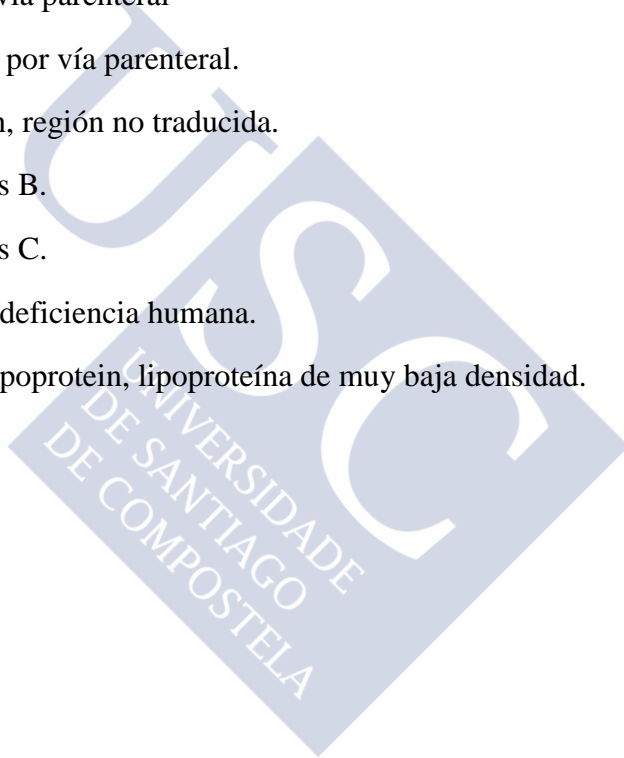 vía parenteral
por vía parenteral.
n, región no traducida.
s B.
s C.
deficiencia humana.
poprotein, lipoproteína de muy baja densidad.
USC
UNIVERSIDADE
DE SANTIAGO
DE COMPOSTELA